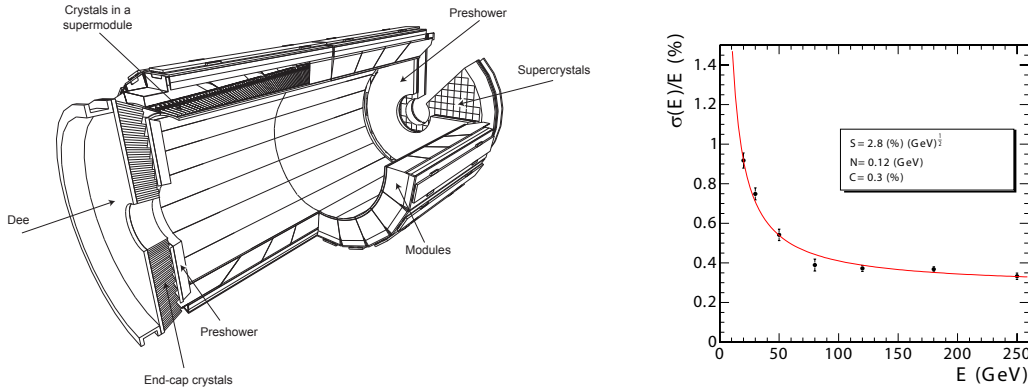 Crystals in a
supermodule
Preshower
Supercrystals
Dee
Modules
Preshower
End-cap crystals
σ(E)/E (%)
1.4
1.2
1
0.8
0.6
0.4
0.2
0
S= 2.8 (%) (GeV)^½
N= 0.12 (GeV)
C= 0.3 (%)
0 50 100 150 200 250
E (GeV)